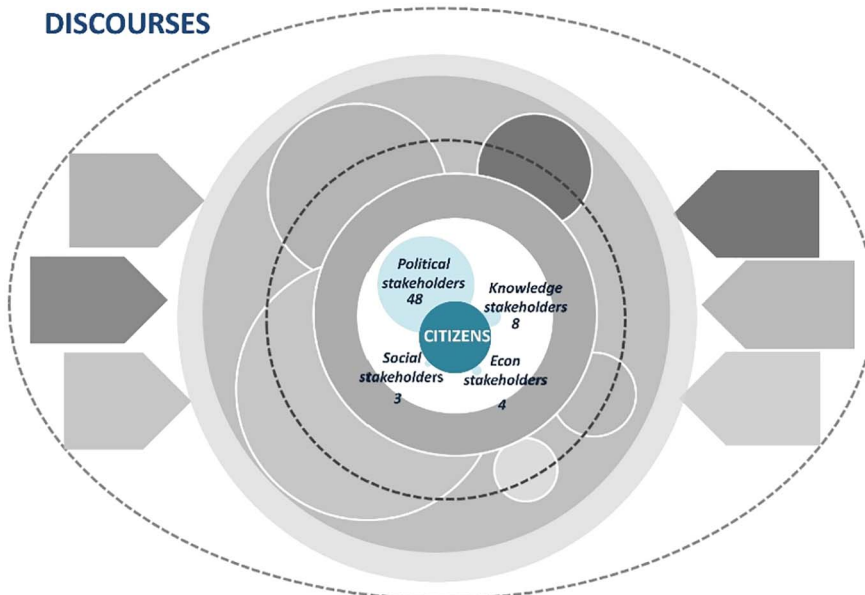 DISCOURSES
Political
stakeholders
48
Knowledge
stakeholders
8
CITIZENS
Social
stakeholders
3
Econ
stakeholders
4